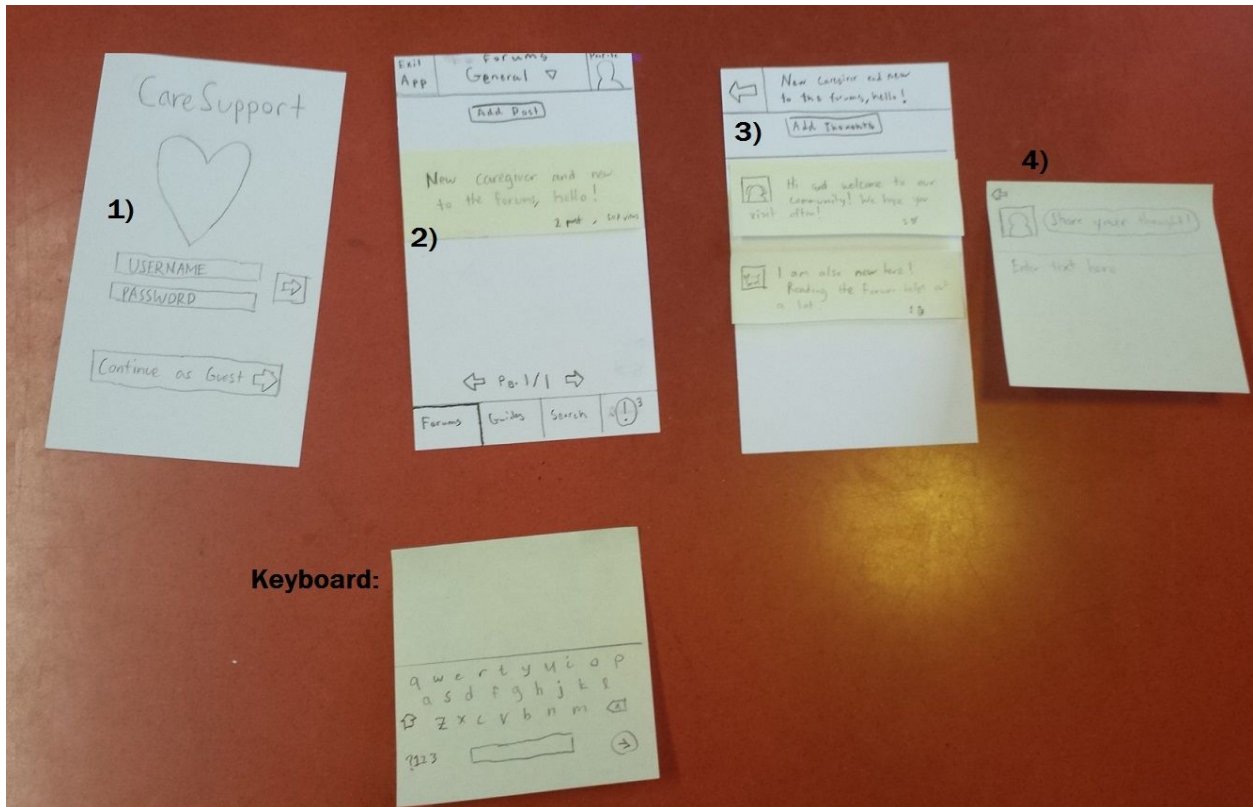 1)
CareSupport
USERNAME
PASSWORD
Continue as Guest
2)
Exit
App
Forums
General
Profile
Add Post
New caregiver and new
to the forums, hello!
2 post,
Pg. 1/1
Forums
Guides
Search
! 3
3)
New caregiver and new
to the forums, hello!
Add Thoughts
Hi and welcome to our
community! We hope you
visit often!
I am also new here!
Reading the forum helps out
a lot
4)
Share your thoughts!
Enter text here
Keyboard:
q w e r t y u i o p
a s d f g h j k l
z x c v b n m
?123